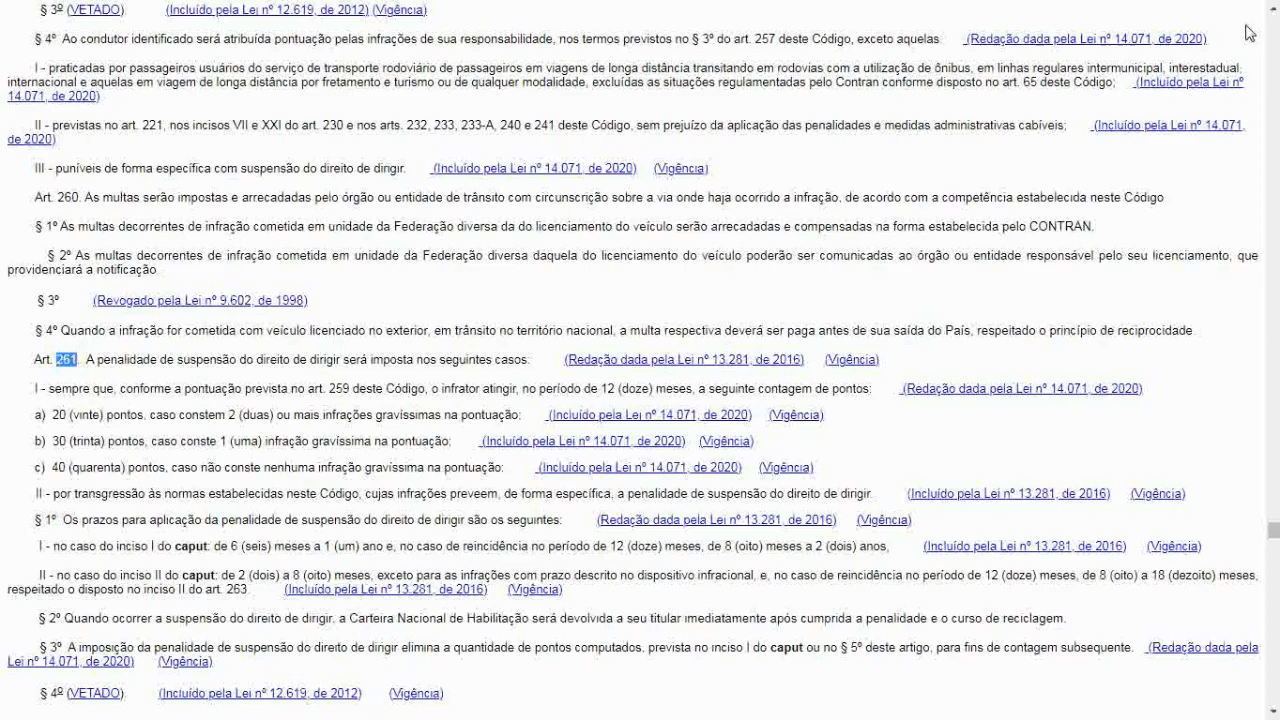 § 3º (VETADO) (Incluído pela Lei nº 12.619, de 2012) (Vigência)
§ 4º Ao condutor identificado será atribuída pontuação pelas infrações de sua responsabilidade, nos termos previstos no § 3º do art. 257 deste Código, exceto aquelas: (Redação dada pela Lei nº 14.071, de 2020)
I - praticadas por passageiros usuários do serviço de transporte rodoviário de passageiros em viagens de longa distância transitando em rodovias com a utilização de ônibus, em linhas regulares intermunicipal, interestadual,
internacional e aquelas em viagem de longa distância por fretamento e turismo ou de qualquer modalidade, excluídas as situações regulamentadas pelo Contran conforme disposto no art. 65 deste Código; (Incluído pela Lei nº
14.071, de 2020)
II - previstas no art. 221, nos incisos VII e XXI do art. 230 e nos arts. 232, 233, 233-A, 240 e 241 deste Código, sem prejuízo da aplicação das penalidades e medidas administrativas cabíveis; (Incluído pela Lei nº 14.071,
de 2020)
III - puníveis de forma específica com suspensão do direito de dirigir. (Incluído pela Lei nº 14.071, de 2020) (Vigência)
Art. 260. As multas serão impostas e arrecadadas pelo órgão ou entidade de trânsito com circunscrição sobre a via onde haja ocorrido a infração, de acordo com a competência estabelecida neste Código
§ 1º As multas decorrentes de infração cometida em unidade da Federação diversa da do licenciamento do veículo serão arrecadadas e compensadas na forma estabelecida pelo CONTRAN.
§ 2º As multas decorrentes de infração cometida em unidade da Federação diversa daquela do licenciamento do veículo poderão ser comunicadas ao órgão ou entidade responsável pelo seu licenciamento, que
providenciará a notificação
§ 3º (Revogado pela Lei nº 9.602, de 1998)
§ 4º Quando a infração for cometida com veículo licenciado no exterior, em trânsito no território nacional, a multa respectiva deverá ser paga antes de sua saída do País, respeitado o princípio de reciprocidade.
Art. 261. A penalidade de suspensão do direito de dirigir será imposta nos seguintes casos: (Redação dada pela Lei nº 13.281, de 2016) (Vigência)
I - sempre que, conforme a pontuação prevista no art. 259 deste Código, o infrator atingir, no período de 12 (doze) meses, a seguinte contagem de pontos: (Redação dada pela Lei nº 14.071, de 2020)
a) 20 (vinte) pontos, caso constem 2 (duas) ou mais infrações gravíssimas na pontuação; (Incluído pela Lei nº 14.071, de 2020) (Vigência)
b) 30 (trinta) pontos, caso conste 1 (uma) infração gravíssima na pontuação; (Incluído pela Lei nº 14.071, de 2020) (Vigência)
c) 40 (quarenta) pontos, caso não conste nenhuma infração gravíssima na pontuação; (Incluído pela Lei nº 14.071, de 2020) (Vigência)
II - por transgressão às normas estabelecidas neste Código, cujas infrações preveem, de forma específica, a penalidade de suspensão do direito de dirigir. (Incluído pela Lei nº 13.281, de 2016) (Vigência)
§ 1º Os prazos para aplicação da penalidade de suspensão do direito de dirigir são os seguintes: (Redação dada pela Lei nº 13.281, de 2016) (Vigência)
I - no caso do inciso I do caput: de 6 (seis) meses a 1 (um) ano e, no caso de reincidência no período de 12 (doze) meses, de 8 (oito) meses a 2 (dois) anos; (Incluído pela Lei nº 13.281, de 2016) (Vigência)
II - no caso do inciso II do caput: de 2 (dois) a 8 (oito) meses, exceto para as infrações com prazo descrito no dispositivo infracional, e, no caso de reincidência no período de 12 (doze) meses, de 8 (oito) a 18 (dezoito) meses,
respeitado o disposto no inciso II do art. 263. (Incluído pela Lei nº 13.281, de 2016) (Vigência)
§ 2º Quando ocorrer a suspensão do direito de dirigir, a Carteira Nacional de Habilitação será devolvida a seu titular imediatamente após cumprida a penalidade e o curso de reciclagem.
§ 3º A imposição da penalidade de suspensão do direito de dirigir elimina a quantidade de pontos computados, prevista no inciso I do caput ou no § 5º deste artigo, para fins de contagem subsequente. (Redação dada pela
Lei nº 14.071, de 2020) (Vigência)
§ 4º (VETADO) (Incluído pela Lei nº 12.619, de 2012) (Vigência)